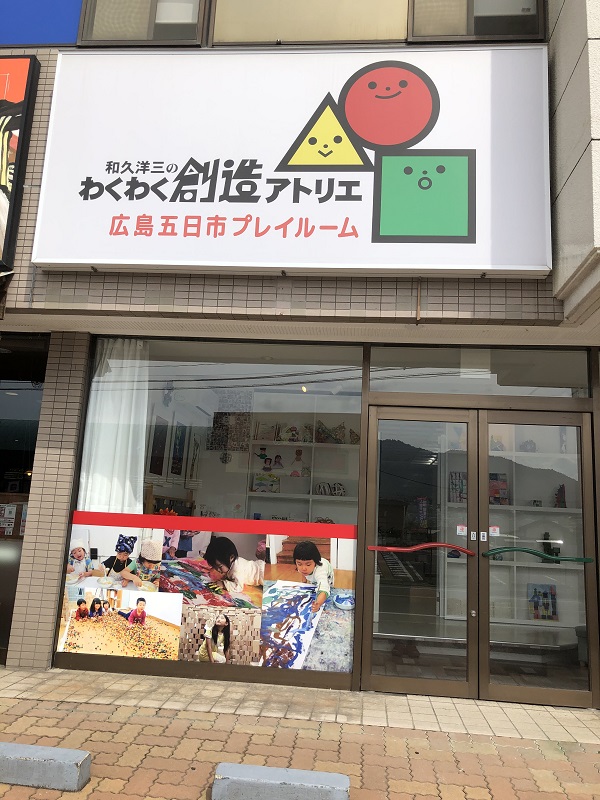 和久洋三の
わくわく創造アトリエ
広島五日市プレイルーム